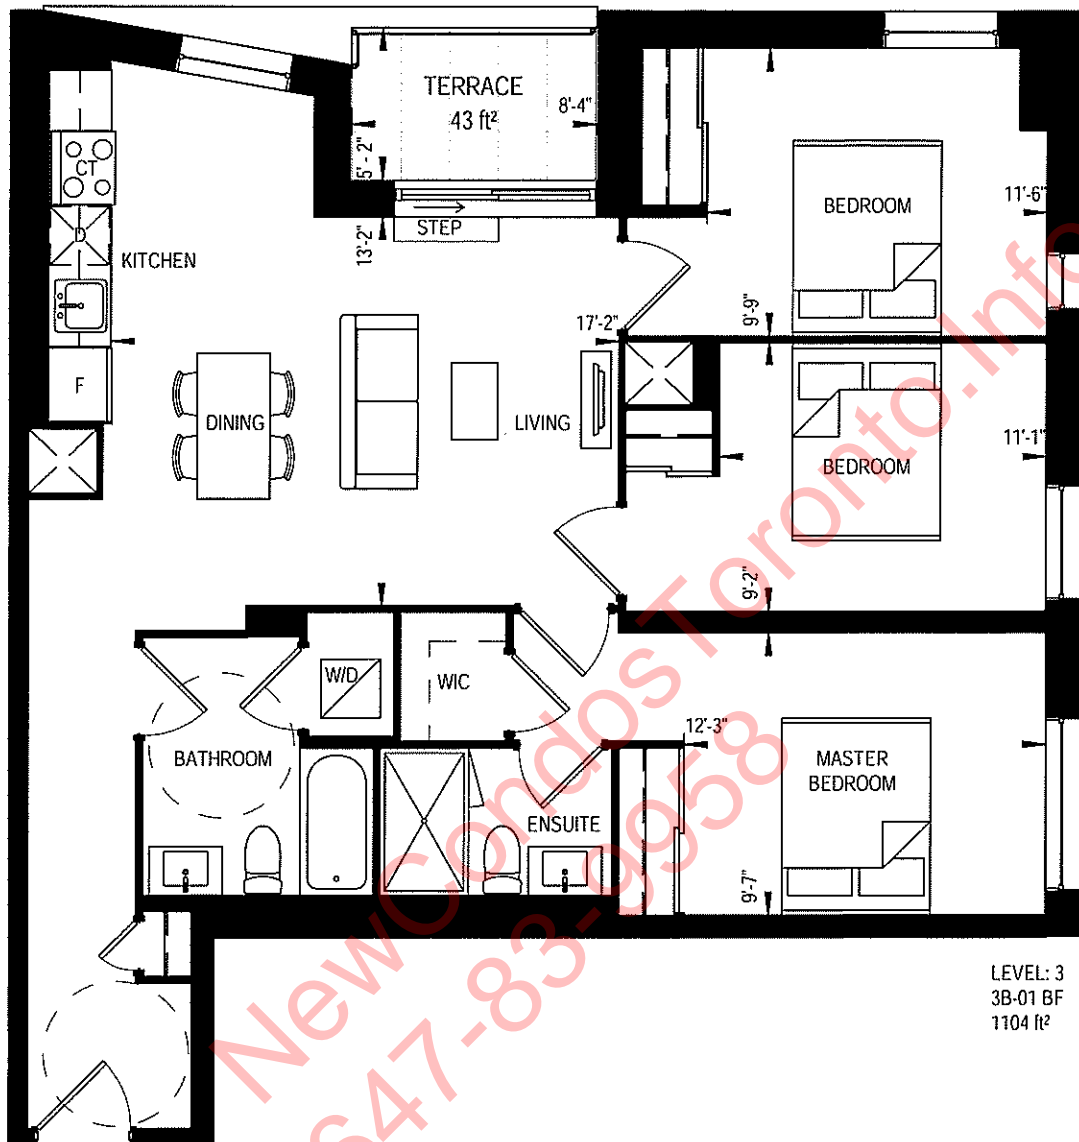 TERRACE
43 ft²
8'-4"
5'-2"
CT
STEP
13'-2"
BEDROOM
11'-6"
D
KITCHEN
9'-9"
17'-2"
F
DINING
LIVING
11'-1"
BEDROOM
9'-2"
W/D
WIC
12'-3"
BATHROOM
MASTER
BEDROOM
ENSUITE
9'-7"
LEVEL: 3
3B-01 BF
1104 ft²
NewCondosToronto.Info
647-83-9958